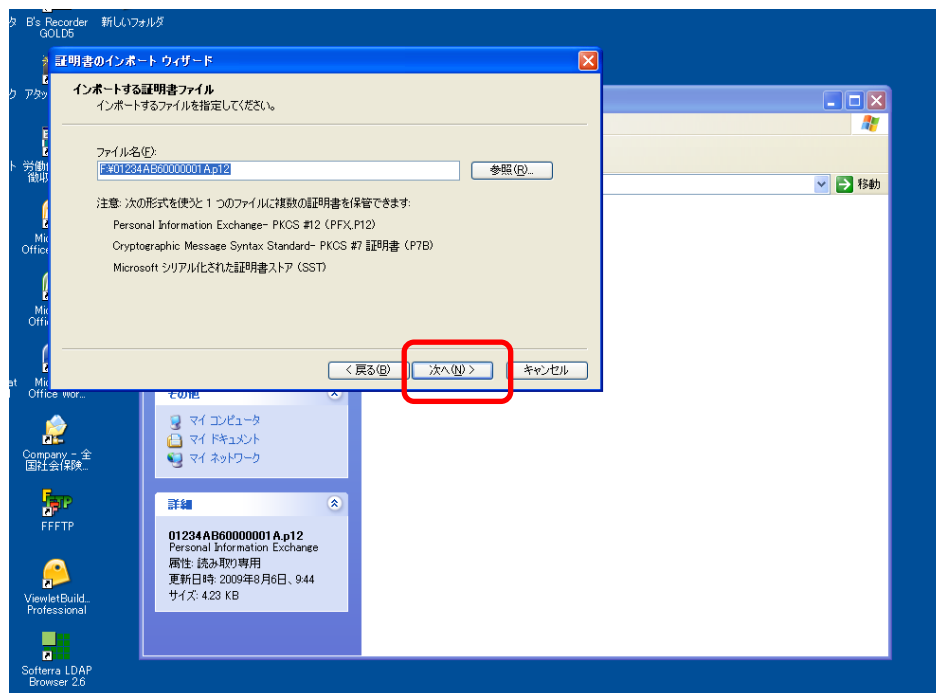 B's Recorder
GOLD5
新しいフォルダ
証明書のインポート ウィザード
インポートする証明書ファイル
インポートするファイルを指定してください。
ファイル名(F):
F:¥01234AB60000001A.p12
参照(R)...
注意: 次の形式を使うと 1 つのファイルに複数の証明書を保管できます:
Personal Information Exchange- PKCS #12 (PFX,P12)
Cryptographic Message Syntax Standard- PKCS #7 証明書 (P7B)
Microsoft シリアル化された証明書ストア (SST)
< 戻る(B)
次へ(N) >
キャンセル
移動
その他
マイ コンピュータ
マイ ドキュメント
マイ ネットワーク
詳細
01234AB60000001A.p12
Personal Information Exchange
属性: 読み取り専用
更新日時: 2009年8月6日、9:44
サイズ: 4.23 KB
Office Wor...
Company - 全
国社会保険...
FFFTP
ViewletBuild...
Professional
Softerra LDAP
Browser 2.6